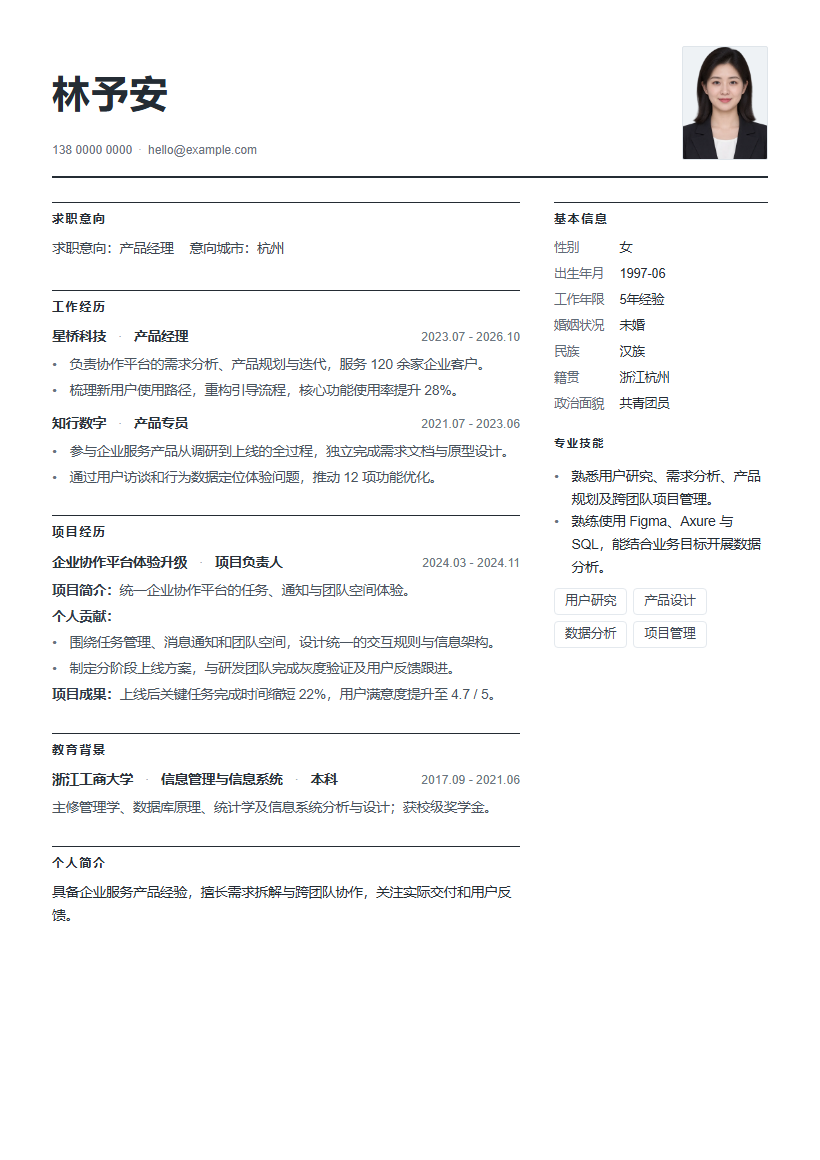 林予安
138 0000 0000 · hello@example.com
求职意向
求职意向：产品经理 意向城市：杭州
工作经历
星桥科技 · 产品经理 2023.07 - 2026.10
• 负责协作平台的需求分析、产品规划与迭代，服务 120 余家企业客户。
• 梳理新用户使用路径，重构引导流程，核心功能使用率提升 28%。
知行数字 · 产品专员 2021.07 - 2023.06
• 参与企业服务产品从调研到上线的全过程，独立完成需求文档与原型设计。
• 通过用户访谈和行为数据定位体验问题，推动 12 项功能优化。
项目经历
企业协作平台体验升级 · 项目负责人 2024.03 - 2024.11
项目简介：统一企业协作平台的任务、通知与团队空间体验。
个人贡献：
• 围绕任务管理、消息通知和团队空间，设计统一的交互规则与信息架构。
• 制定分阶段上线方案，与研发团队完成灰度验证及用户反馈跟进。
项目成果：上线后关键任务完成时间缩短 22%，用户满意度提升至 4.7 / 5。
教育背景
浙江工商大学 · 信息管理与信息系统 · 本科 2017.09 - 2021.06
主修管理学、数据库原理、统计学及信息系统分析与设计；获校级奖学金。
个人简介
具备企业服务产品经验，擅长需求拆解与跨团队协作，关注实际交付和用户反
馈。
基本信息
性别 女
出生年月 1997-06
工作年限 5年经验
婚姻状况 未婚
民族 汉族
籍贯 浙江杭州
政治面貌 共青团员
专业技能
• 熟悉用户研究、需求分析、产品
规划及跨团队项目管理。
• 熟练使用 Figma、Axure 与
SQL，能结合业务目标开展数据
分析。
用户研究 产品设计
数据分析 项目管理